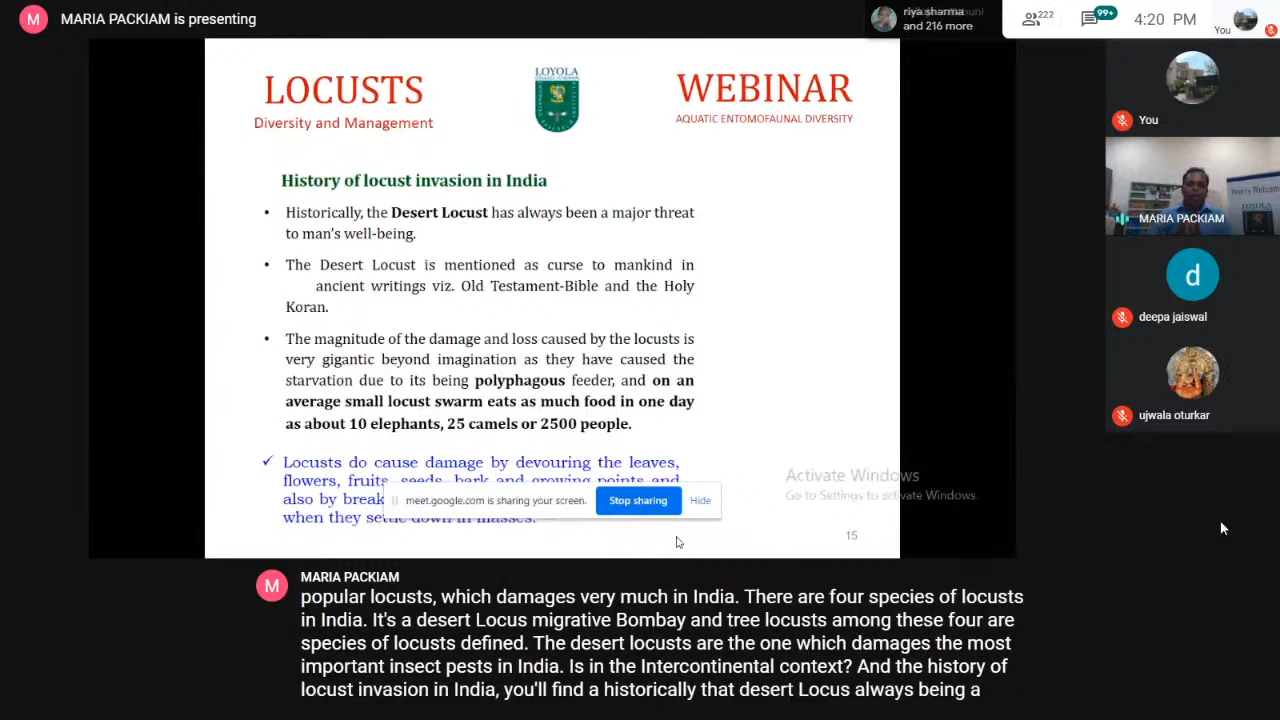 M MARIA PACKIAM is presenting
riya sharma
and 216 more
222
99+
4:20 PM
You
LOCUSTS
Diversity and Management
LOYOLA
WEBINAR
AQUATIC ENTOMOFAUNAL DIVERSITY
History of locust invasion in India
• Historically, the Desert Locust has always been a major threat
to man's well-being.
• The Desert Locust is mentioned as curse to mankind in
ancient writings viz. Old Testament-Bible and the Holy
Koran.
• The magnitude of the damage and loss caused by the locusts is
very gigantic beyond imagination as they have caused the
starvation due to its being polyphagous feeder, and on an
average small locust swarm eats as much food in one day
as about 10 elephants, 25 camels or 2500 people.
✓ Locusts do cause damage by devouring the leaves,
flowers, fruits, seeds, bark and growing points and
also by break
when they settle down in masses.
meet.google.com is sharing your screen.
Stop sharing
Hide
Activate Windows
Go to Settings to activate Windows.
15
You
Hearty Welcome
LOYOLA
MARIA PACKIAM
d
deepa jaiswal
ujwala oturkar
M
MARIA PACKIAM
popular locusts, which damages very much in India. There are four species of locusts
in India. It's a desert Locus migrative Bombay and tree locusts among these four are
species of locusts defined. The desert locusts are the one which damages the most
important insect pests in India. Is in the Intercontinental context? And the history of
locust invasion in India, you'll find a historically that desert Locus always being a